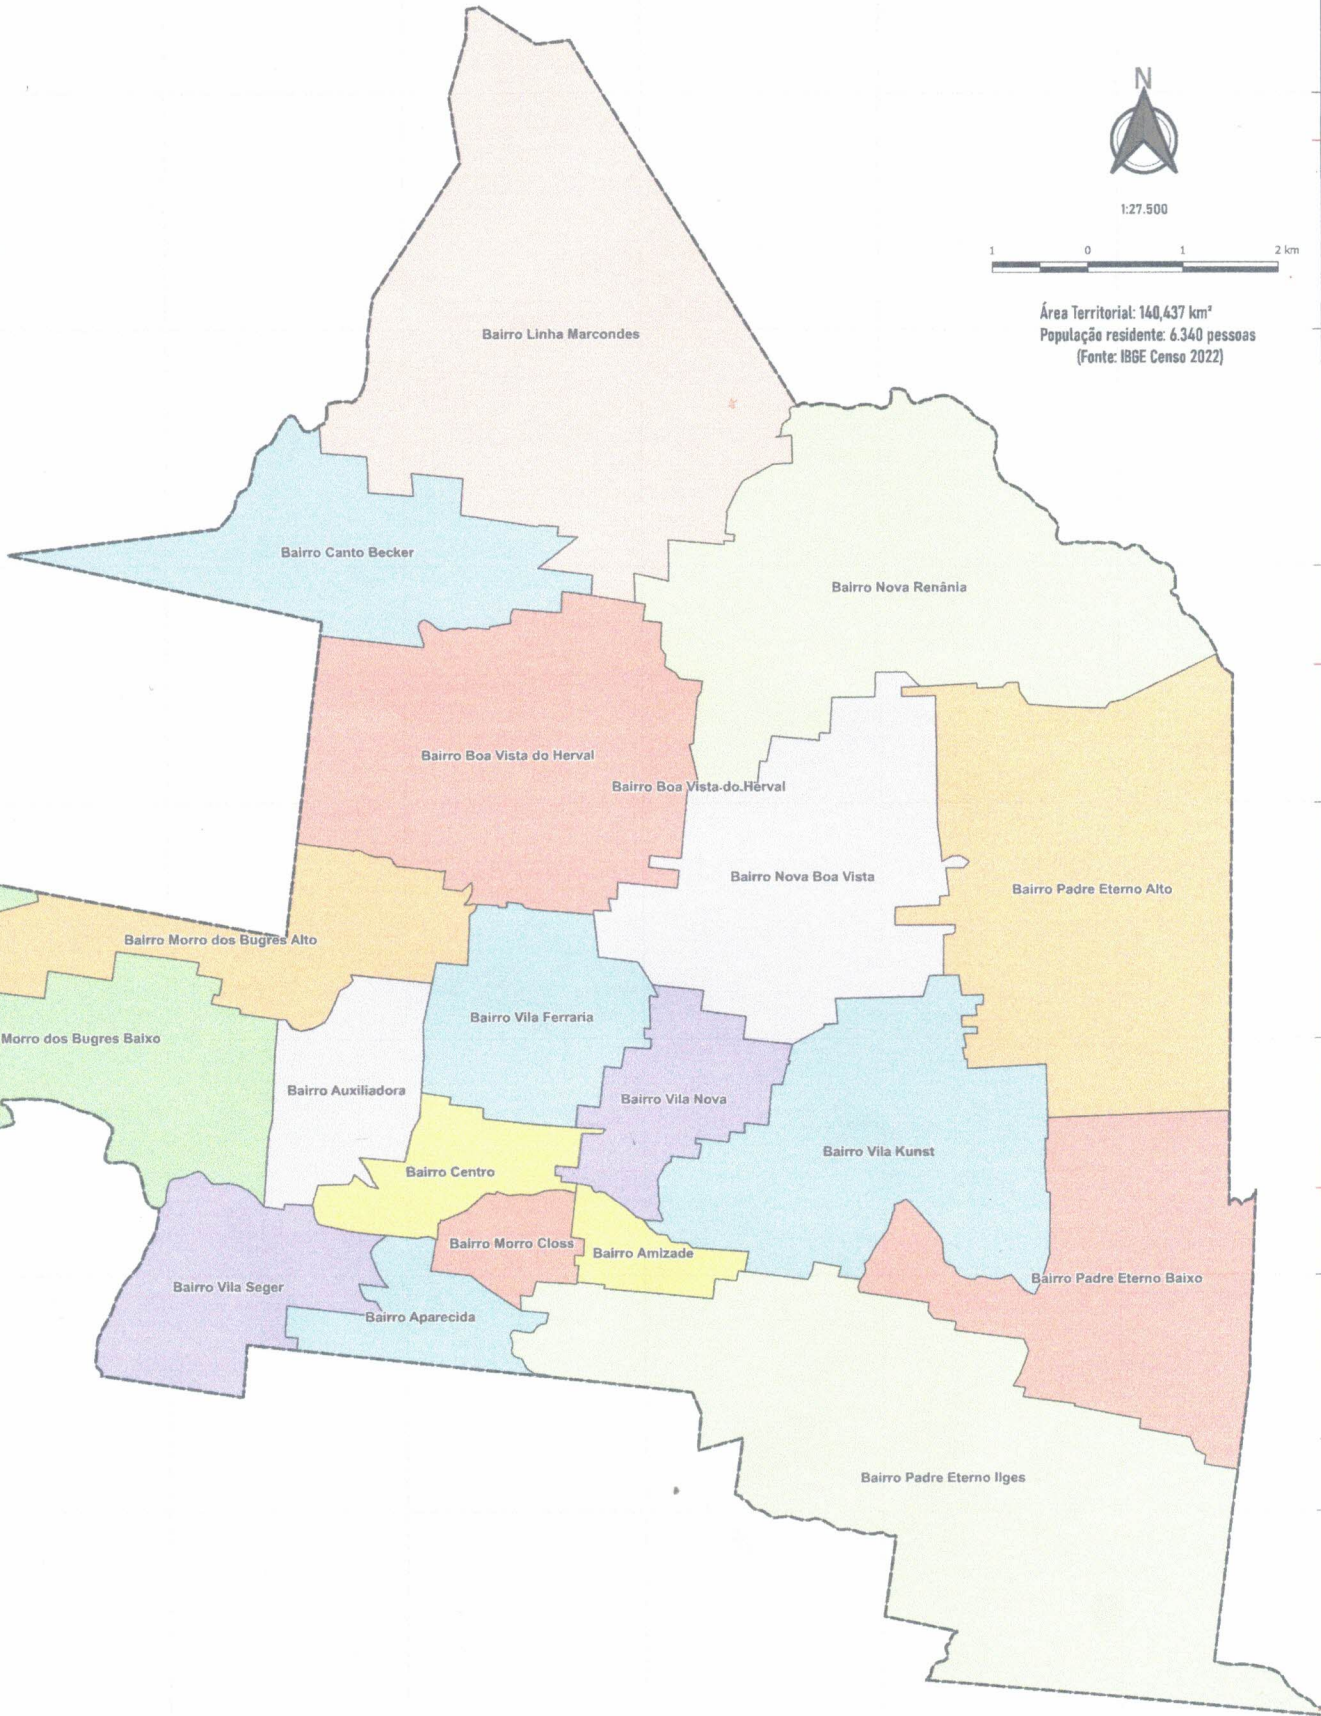 N
1:27.500
1 0 1 2 km
Área Territorial: 140,437 km²
População residente: 6.340 pessoas
(Fonte: IBGE Censo 2022)
Bairro Linha Marcondes
Bairro Canto Becker
Bairro Nova Renânia
Bairro Boa Vista do Herval
Bairro Boa Vista do Herval
Bairro Nova Boa Vista
Bairro Padre Eterno Alto
Bairro Morro dos Bugres Alto
Bairro Vila Ferraria
Morro dos Bugres Baixo
Bairro Auxiliadora
Bairro Vila Nova
Bairro Vila Kunst
Bairro Centro
Bairro Morro Closs
Bairro Amizade
Bairro Padre Eterno Baixo
Bairro Vila Seger
Bairro Aparecida
Bairro Padre Eterno Ilges